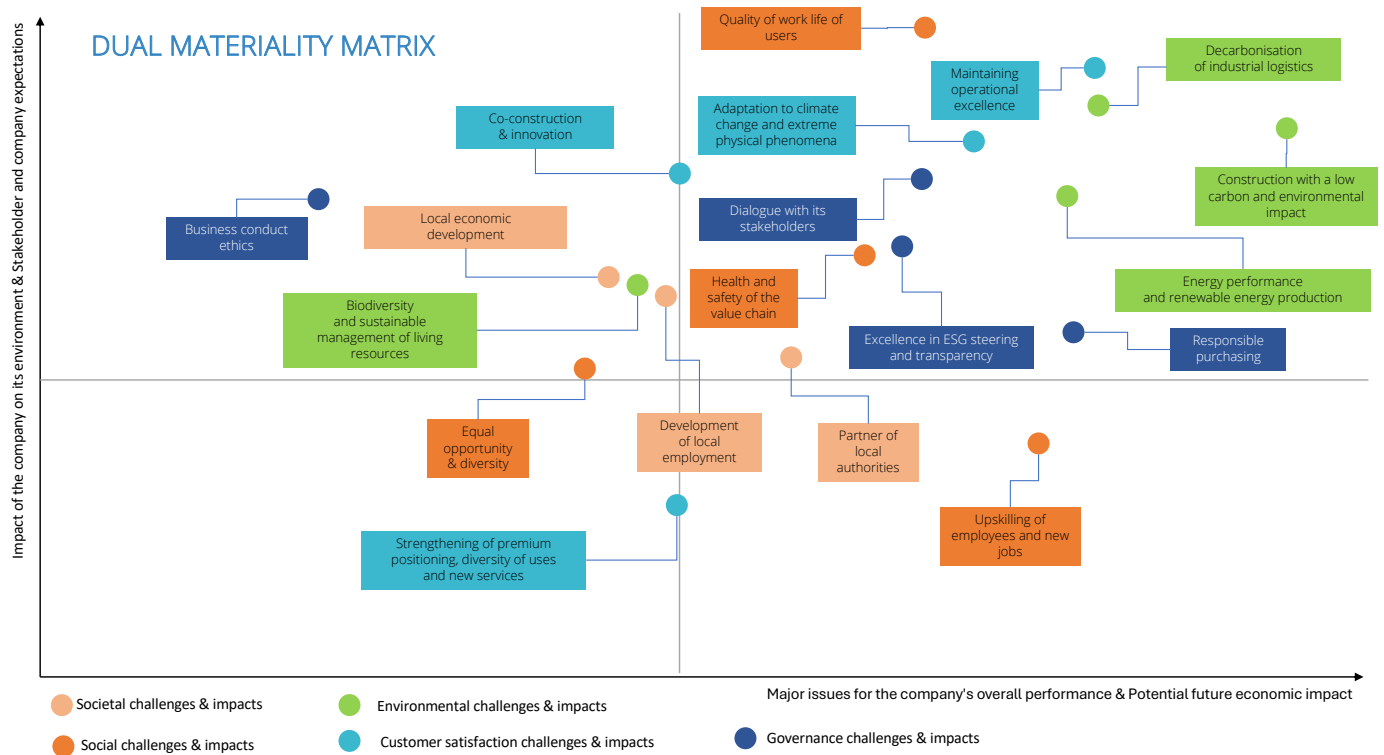 DUAL MATERIALITY MATRIX
Impact of the company on its environment & Stakeholder and company expectations
Quality of work life of
users
Decarbonisation
of industrial logistics
Maintaining
operational
excellence
Co-construction
& innovation
Adaptation to climate
change and extreme
physical phenomena
Construction with a low
carbon and environmental
impact
Business conduct
ethics
Local economic
development
Dialogue with its
stakeholders
Health and
safety of the
value chain
Energy performance
and renewable energy production
Biodiversity
and sustainable
management of living
resources
Excellence in ESG steering
and transparency
Responsible
purchasing
Equal
opportunity
& diversity
Development
of local
employment
Partner of
local
authorities
Upskilling of
employees and new
jobs
Strengthening of premium
positioning, diversity of uses
and new services
Major issues for the company's overall performance & Potential future economic impact
Societal challenges & impacts
Environmental challenges & impacts
Social challenges & impacts
Customer satisfaction challenges & impacts
Governance challenges & impacts